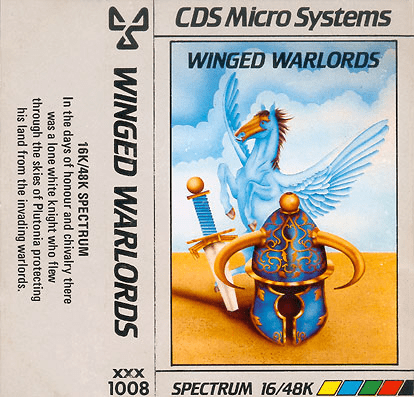 16K/48K SPECTRUM
In the days of honour and chivalry there
was a lone white knight who flew
through the skies of Plutonia protecting
his land from the invading warlords.
WINGED WARLORDS
XXX
1008
CDS Micro Systems
WINGED WARLORDS
SPECTRUM 16/48K